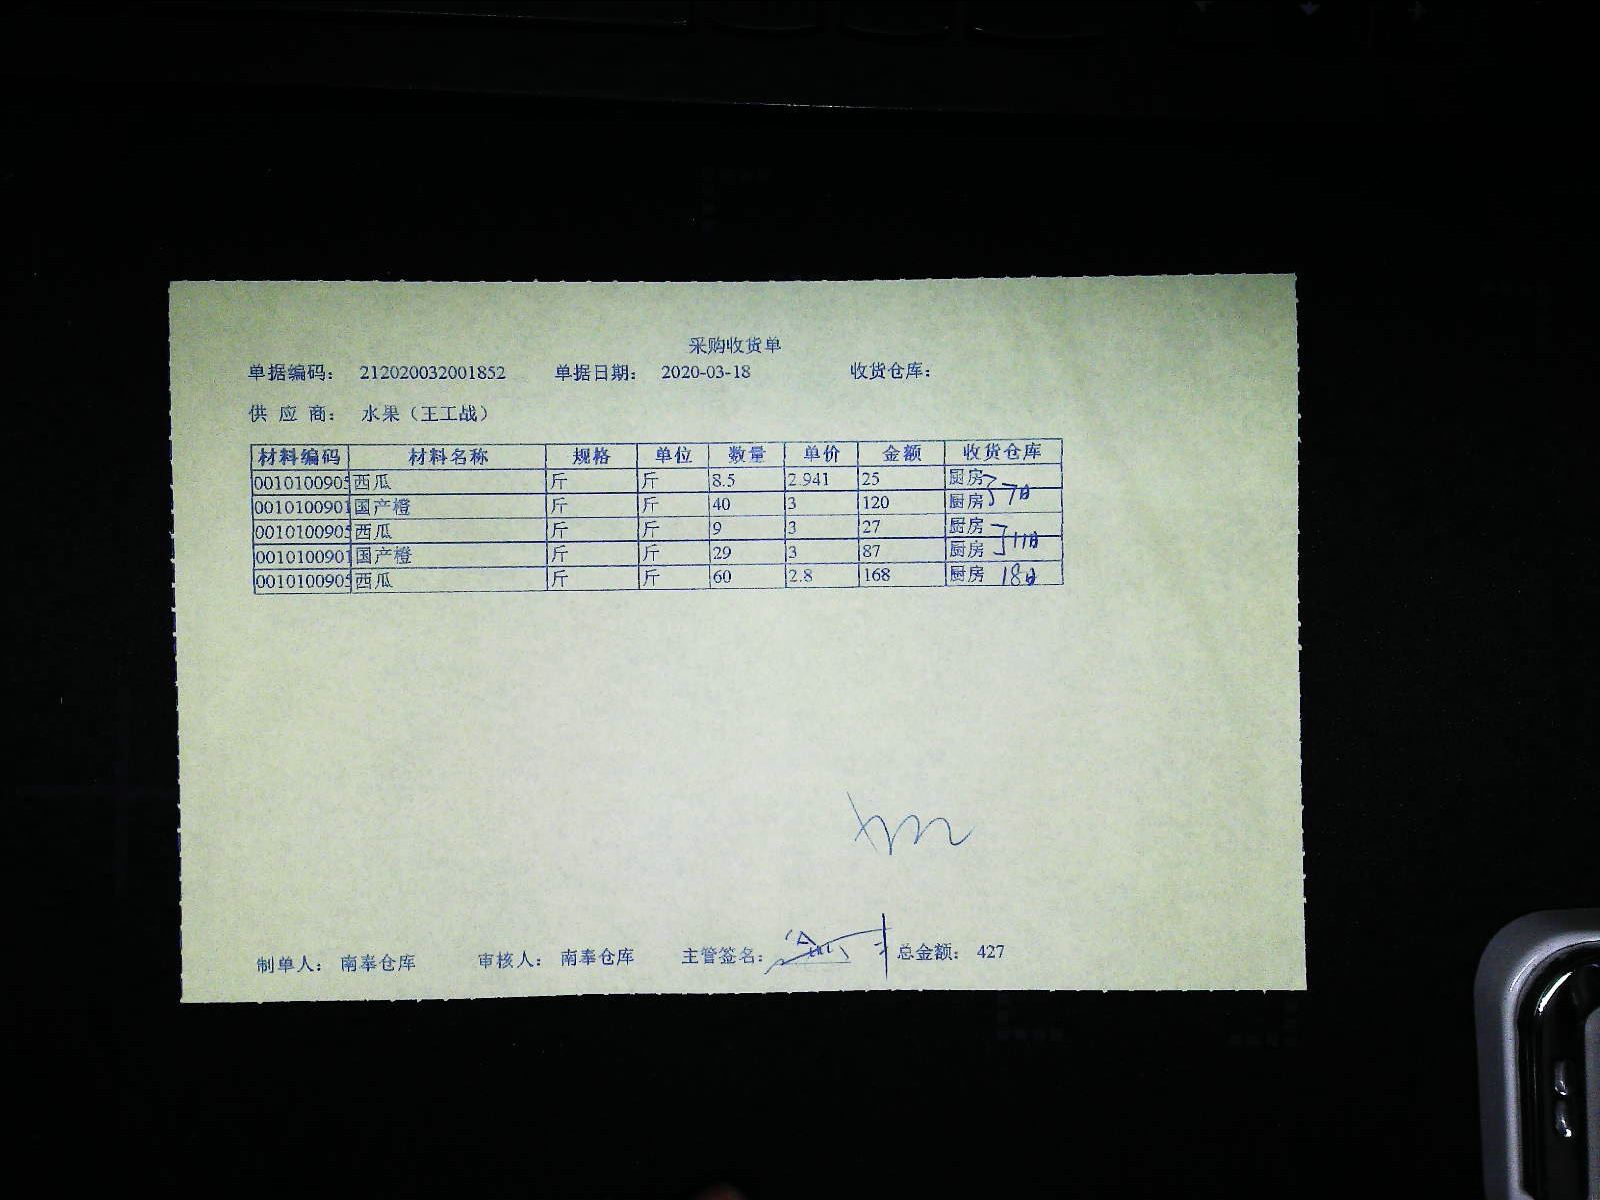 采购收货单
单据编码： 212020032001852 单据日期： 2020-03-18 收货仓库：
供 应 商： 水果（王工战）
材料编码 材料名称 规格 单位 数量 单价 金额 收货仓库
0010100905 西瓜 斤 斤 8.5 2.941 25 厨房
0010100901 国产橙 斤 斤 40 3 120 厨房 7日
0010100905 西瓜 斤 斤 9 3 27 厨房
0010100901 国产橙 斤 斤 29 3 87 厨房 11日
0010100905 西瓜 斤 斤 60 2.8 168 厨房 18日
制单人： 南奉仓库 审核人： 南奉仓库 主管签名： 总金额： 427